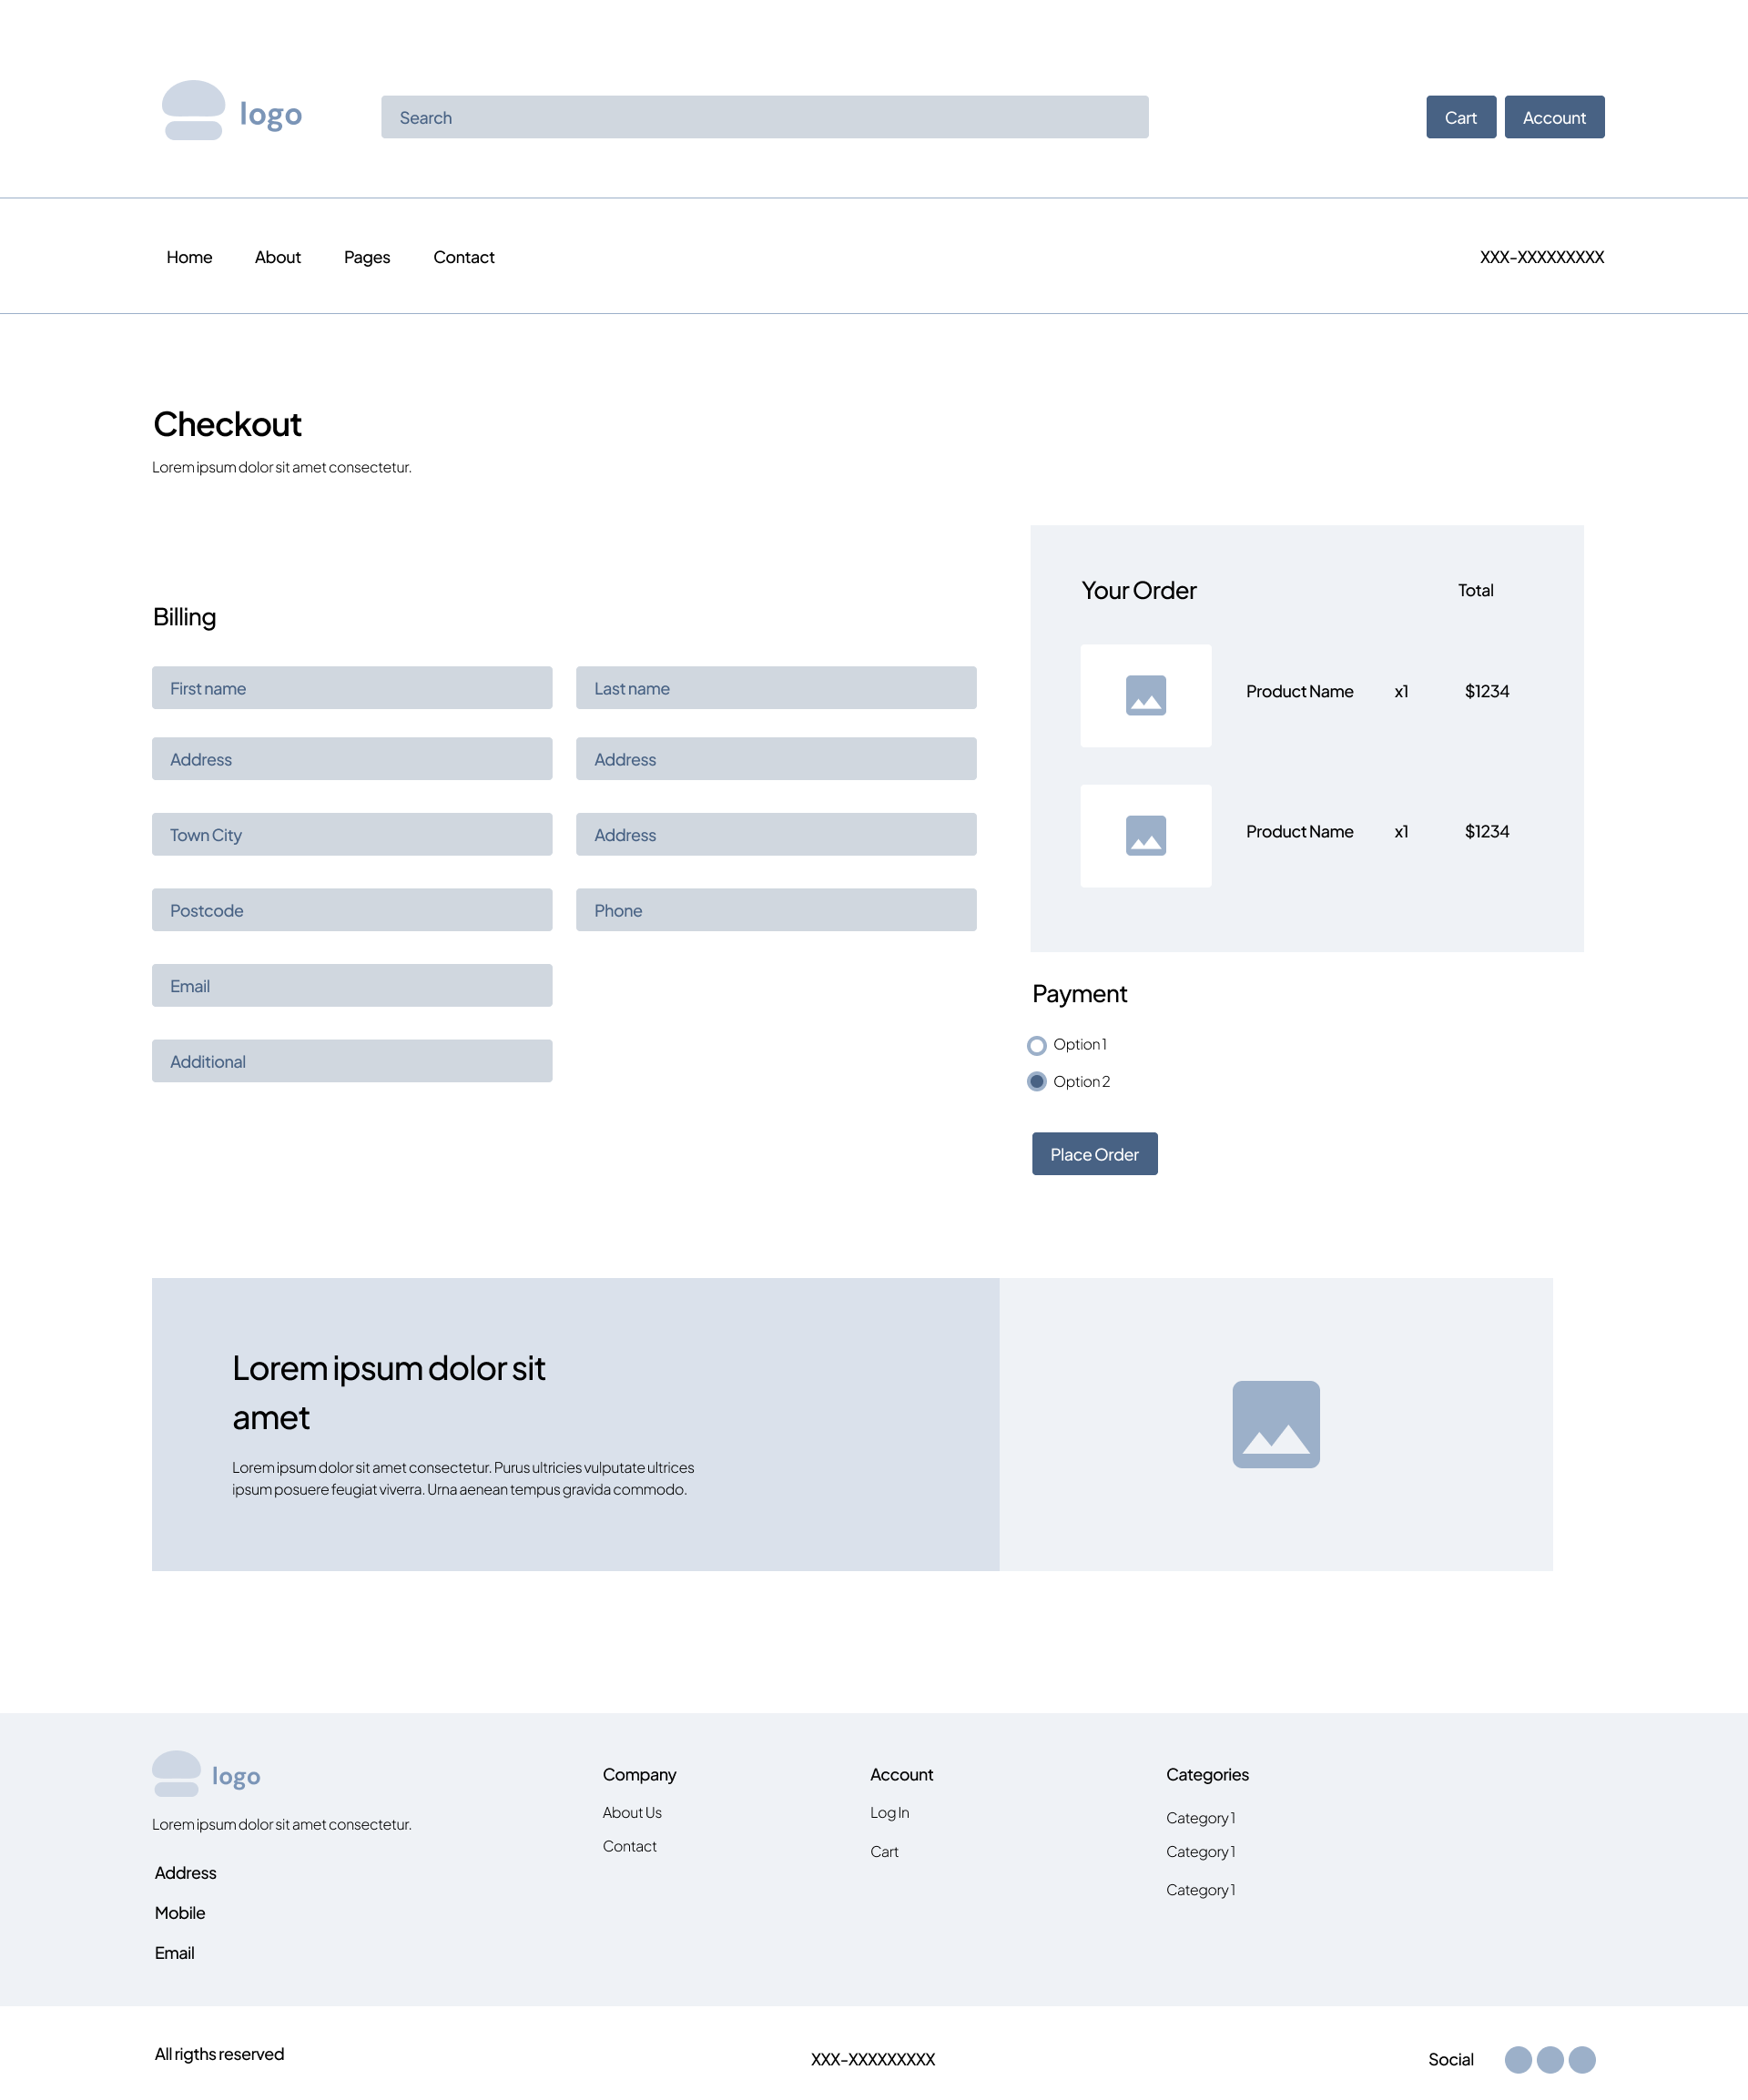 logo
Search
Cart
Account
Home
About
Pages
Contact
XXX-XXXXXXXXX
Checkout
Lorem ipsum dolor sit amet consectetur.
Billing
First name
Last name
Address
Address
Town City
Address
Postcode
Phone
Email
Additional
Your Order
Total
Product Name
x1
$1234
Product Name
x1
$1234
Payment
Option 1
Option 2
Place Order
Lorem ipsum dolor sit
amet
Lorem ipsum dolor sit amet consectetur. Purus ultricies vulputate ultrices
ipsum posuere feugiat viverra. Urna aenean tempus gravida commodo.
logo
Lorem ipsum dolor sit amet consectetur.
Address
Mobile
Email
Company
About Us
Contact
Account
Log In
Cart
Categories
Category 1
Category 1
Category 1
All rigths reserved
XXX-XXXXXXXXX
Social